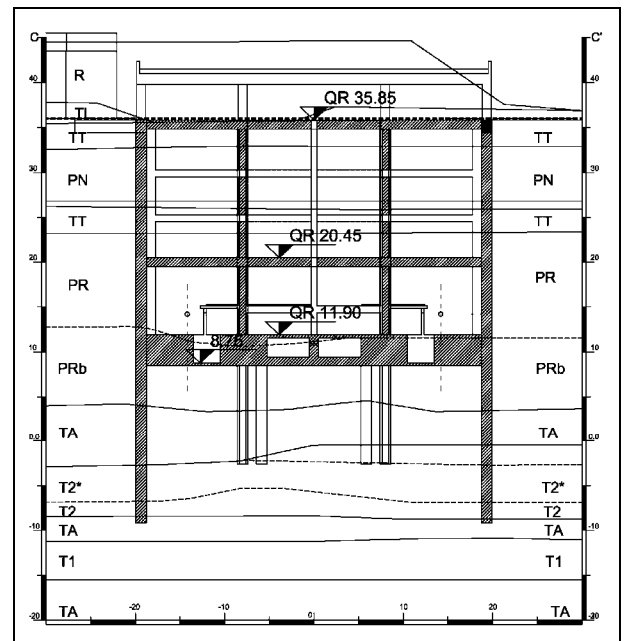 C C'
40 40
R
QR 35.85
TT TT
30 30
PN PN
TT TT
QR 20.45
20 20
PR PR
QR 11.90
8.75
10 10
PRb PRb
TA TA
0,0 0,0
T2* T2*
T2 T2
-10 -10
TA TA
T1 T1
TA TA
-20 -20 -10 0 10 20 -20